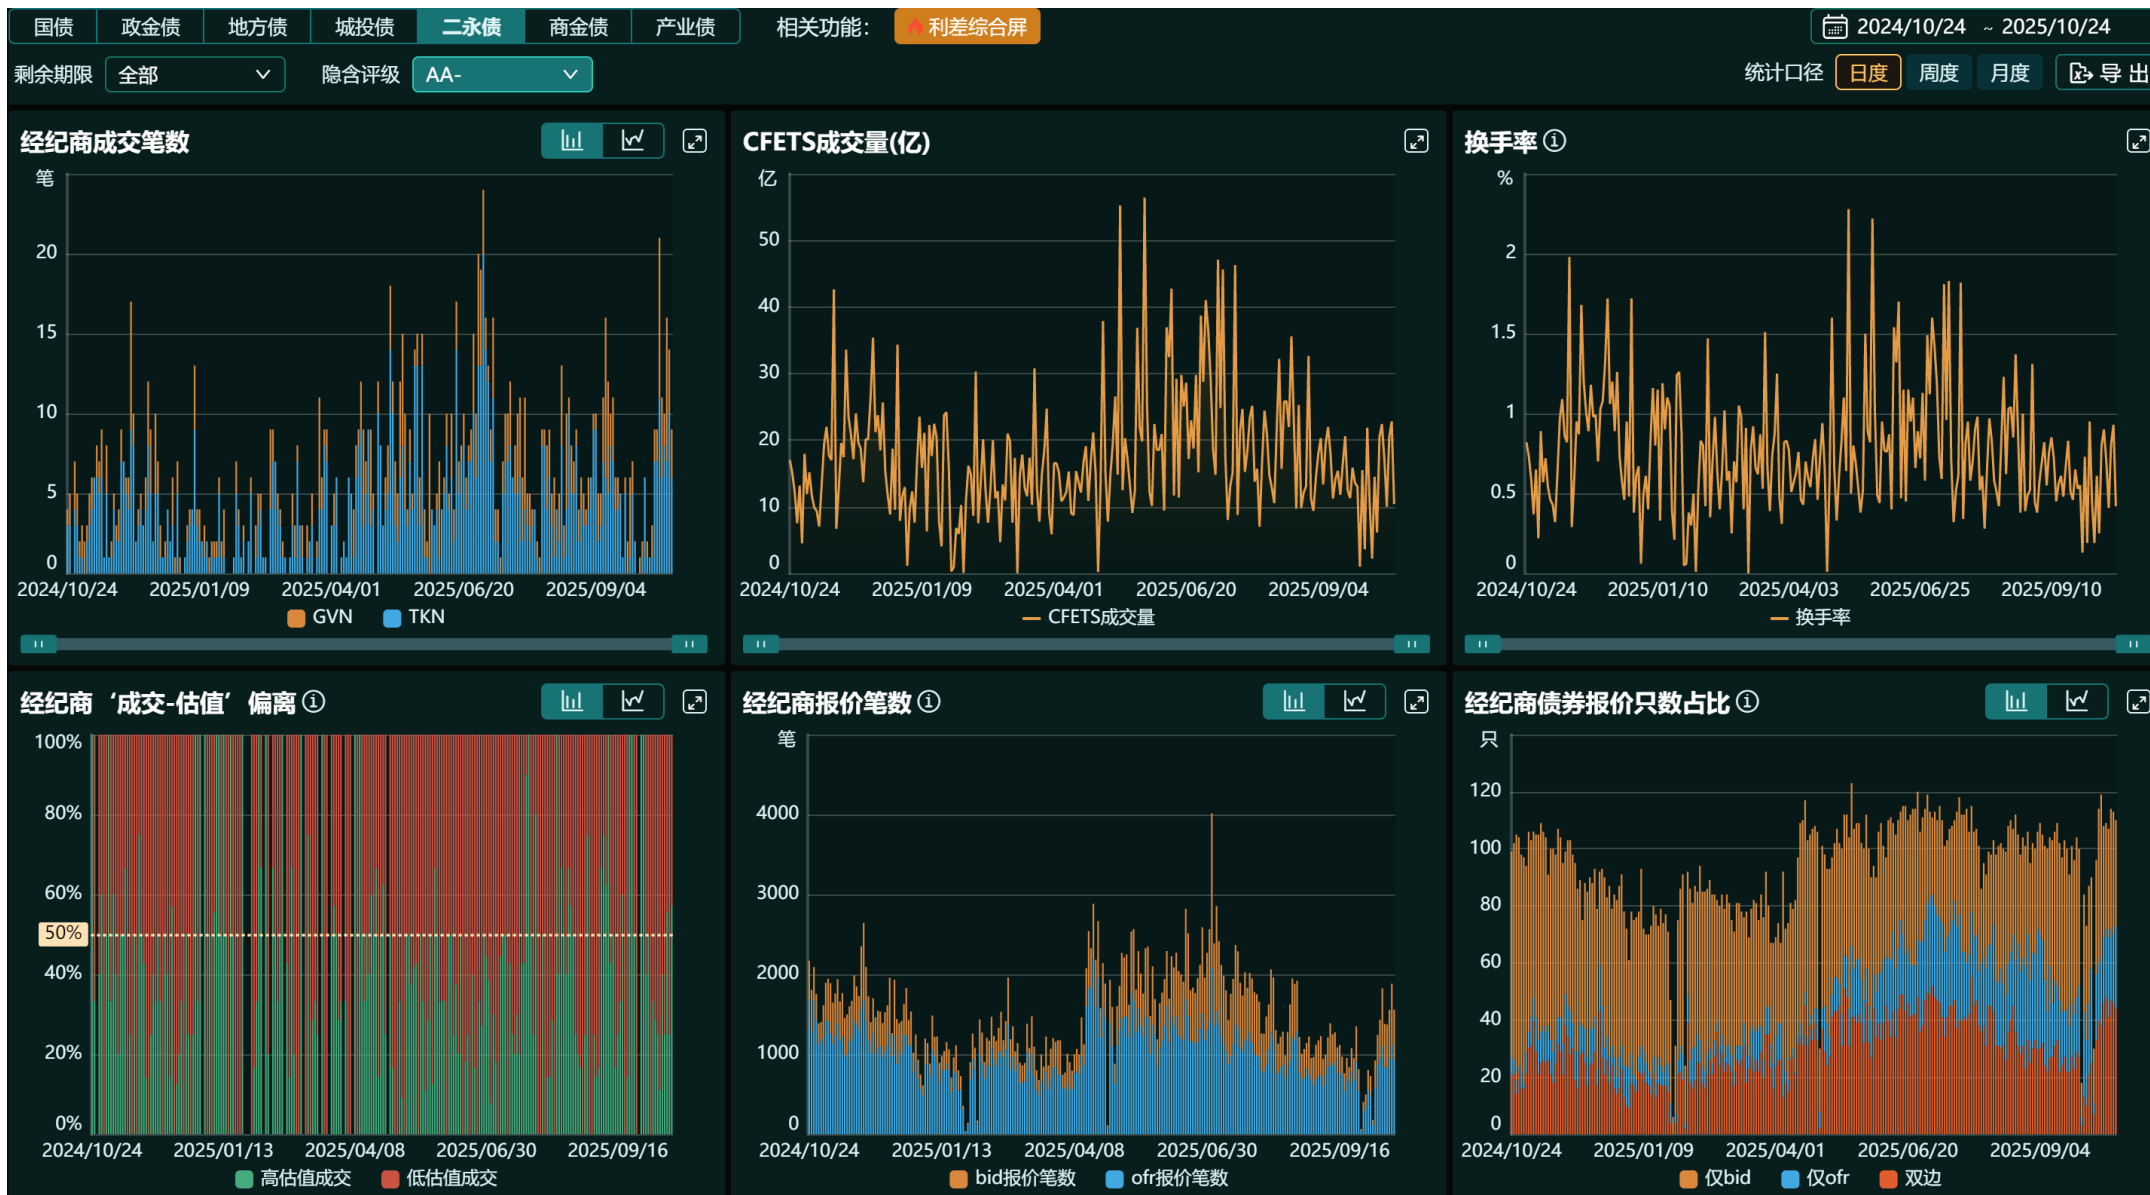 国债 政金债 地方债 城投债 二永债 商金债 产业债 相关功能： 利差综合屏 2024/10/24 ~ 2025/10/24
剩余期限 全部 隐含评级 AA- 统计口径 日度 周度 月度 导出
经纪商成交笔数
笔
20
15
10
5
0
2024/10/24 2025/01/09 2025/04/01 2025/06/20 2025/09/04
GVN TKN
CFETS成交量(亿)
亿
50
40
30
20
10
0
2024/10/24 2025/01/09 2025/04/01 2025/06/20 2025/09/04
CFETS成交量
换手率
%
2
1.5
1
0.5
0
2024/10/24 2025/01/10 2025/04/03 2025/06/25 2025/09/10
换手率
经纪商‘成交-估值’偏离
100%
80%
60%
50%
40%
20%
0%
2024/10/24 2025/01/13 2025/04/08 2025/06/30 2025/09/16
高估值成交 低估值成交
经纪商报价笔数
笔
4000
3000
2000
1000
0
2024/10/24 2025/01/13 2025/04/08 2025/06/30 2025/09/16
bid报价笔数 ofr报价笔数
经纪商债券报价只数占比
只
120
100
80
60
40
20
0
2024/10/24 2025/01/09 2025/04/01 2025/06/20 2025/09/04
仅bid 仅ofr 双边